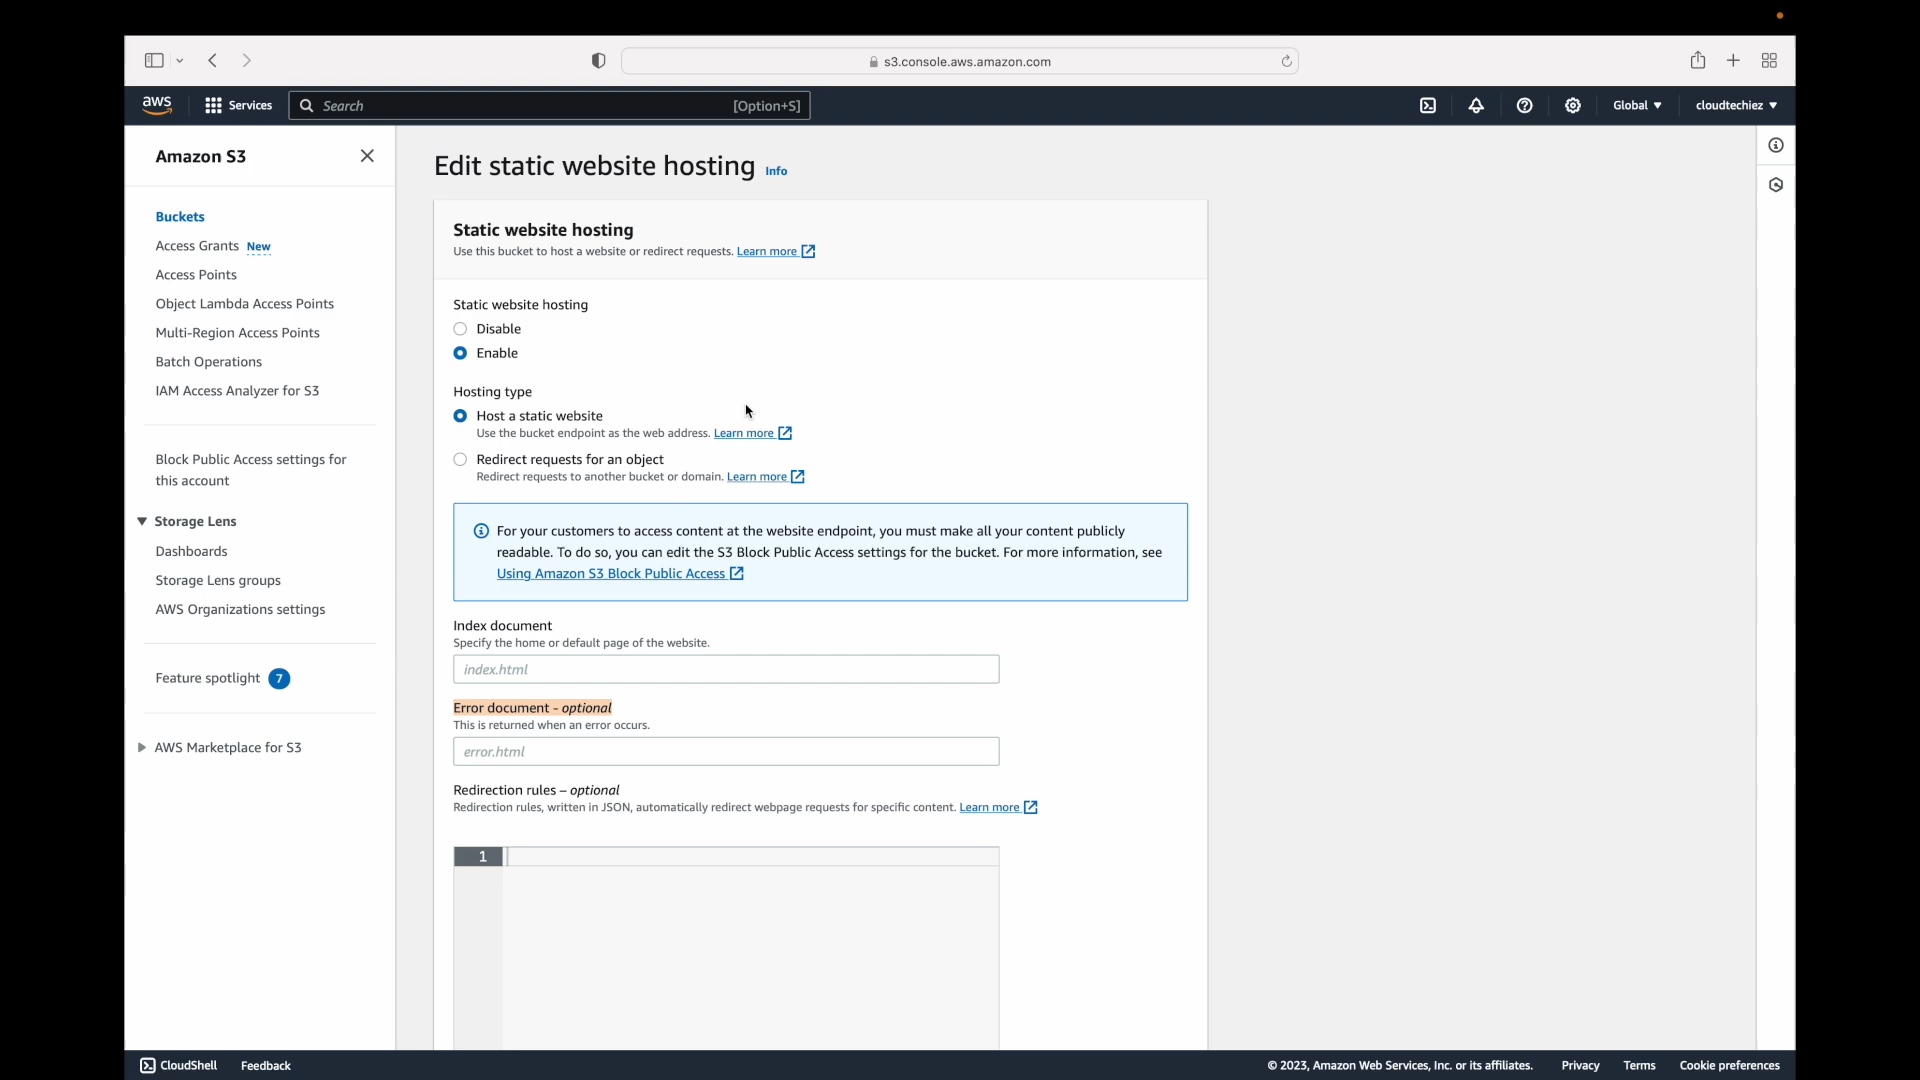 s3.console.aws.amazon.com
aws
Services
Search
[Option+S]
Global
cloudtechiez
Amazon S3
Buckets
Access Grants New
Access Points
Object Lambda Access Points
Multi-Region Access Points
Batch Operations
IAM Access Analyzer for S3
Block Public Access settings for
this account
Storage Lens
Dashboards
Storage Lens groups
AWS Organizations settings
Feature spotlight 7
AWS Marketplace for S3
Edit static website hosting Info
Static website hosting
Use this bucket to host a website or redirect requests. Learn more
Static website hosting
Disable
Enable
Hosting type
Host a static website
Use the bucket endpoint as the web address. Learn more
Redirect requests for an object
Redirect requests to another bucket or domain. Learn more
For your customers to access content at the website endpoint, you must make all your content publicly
readable. To do so, you can edit the S3 Block Public Access settings for the bucket. For more information, see
Using Amazon S3 Block Public Access
Index document
Specify the home or default page of the website.
index.html
Error document - optional
This is returned when an error occurs.
error.html
Redirection rules – optional
Redirection rules, written in JSON, automatically redirect webpage requests for specific content. Learn more
1
CloudShell
Feedback
© 2023, Amazon Web Services, Inc. or its affiliates.
Privacy
Terms
Cookie preferences